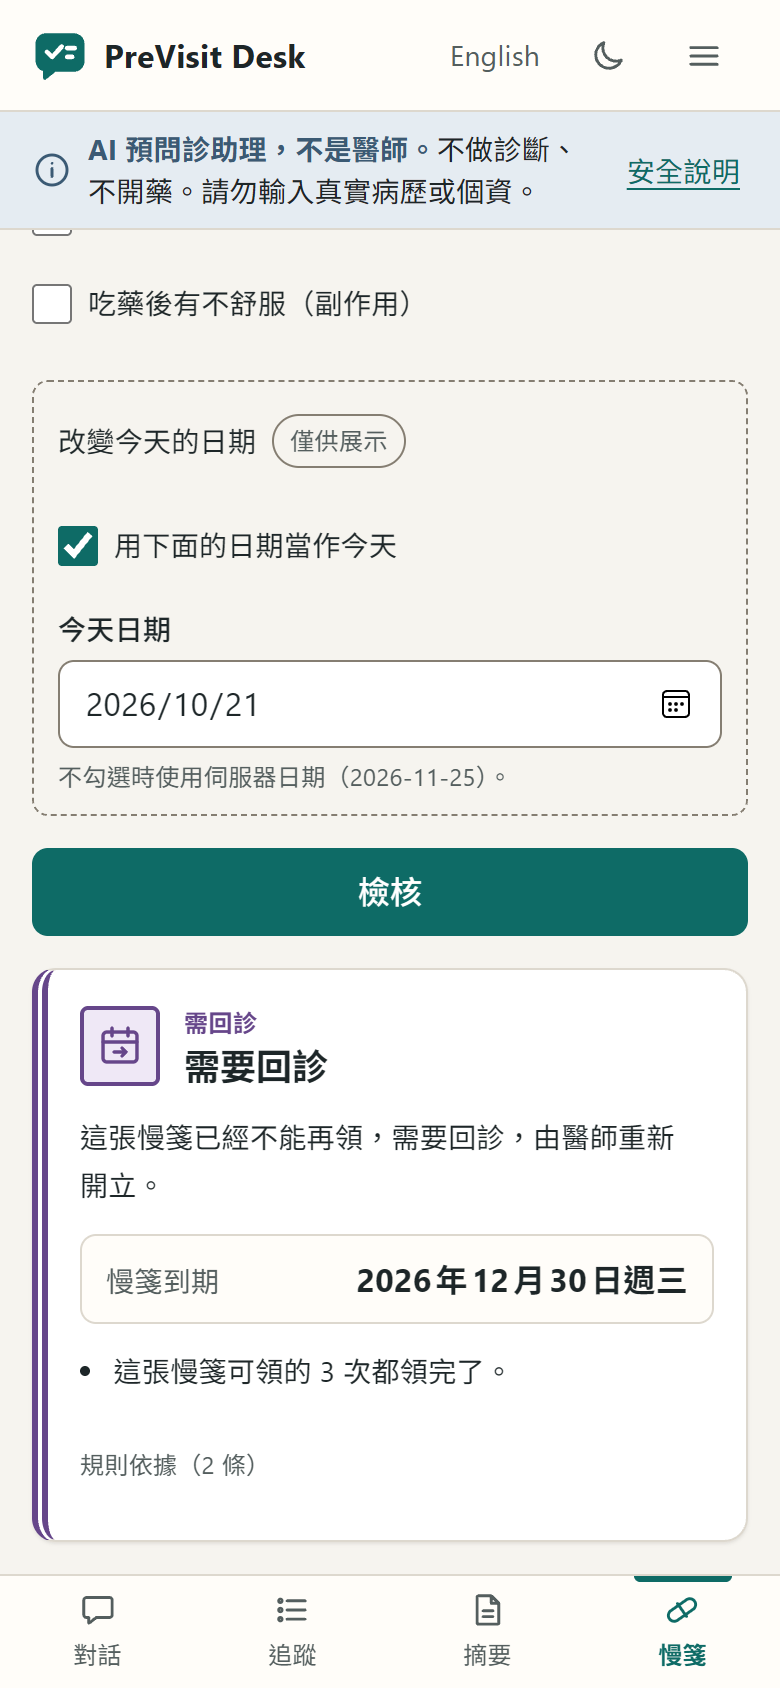 PreVisit Desk
English
AI 預問診助理，不是醫師。不做診斷、
不開藥。請勿輸入真實病歷或個資。
安全說明
吃藥後有不舒服（副作用）
改變今天的日期
僅供展示
用下面的日期當作今天
今天日期
2026/10/21
不勾選時使用伺服器日期（2026-11-25）。
檢核
需回診
需要回診
這張慢箋已經不能再領，需要回診，由醫師重新
開立。
慢箋到期
2026年12月30日週三
這張慢箋可領的 3 次都領完了。
規則依據（2 條）
對話
追蹤
摘要
慢箋